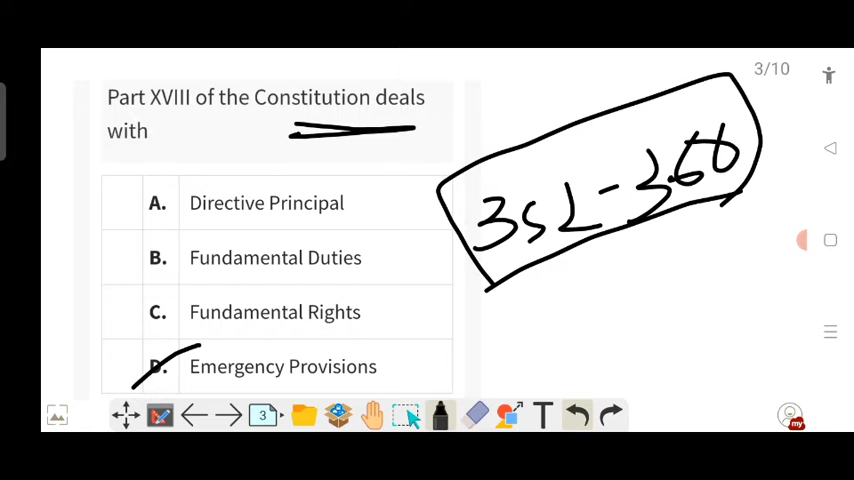 3/10
Part XVIII of the Constitution deals
with
352-360
A. Directive Principal
B. Fundamental Duties
C. Fundamental Rights
D. Emergency Provisions
3
T
my